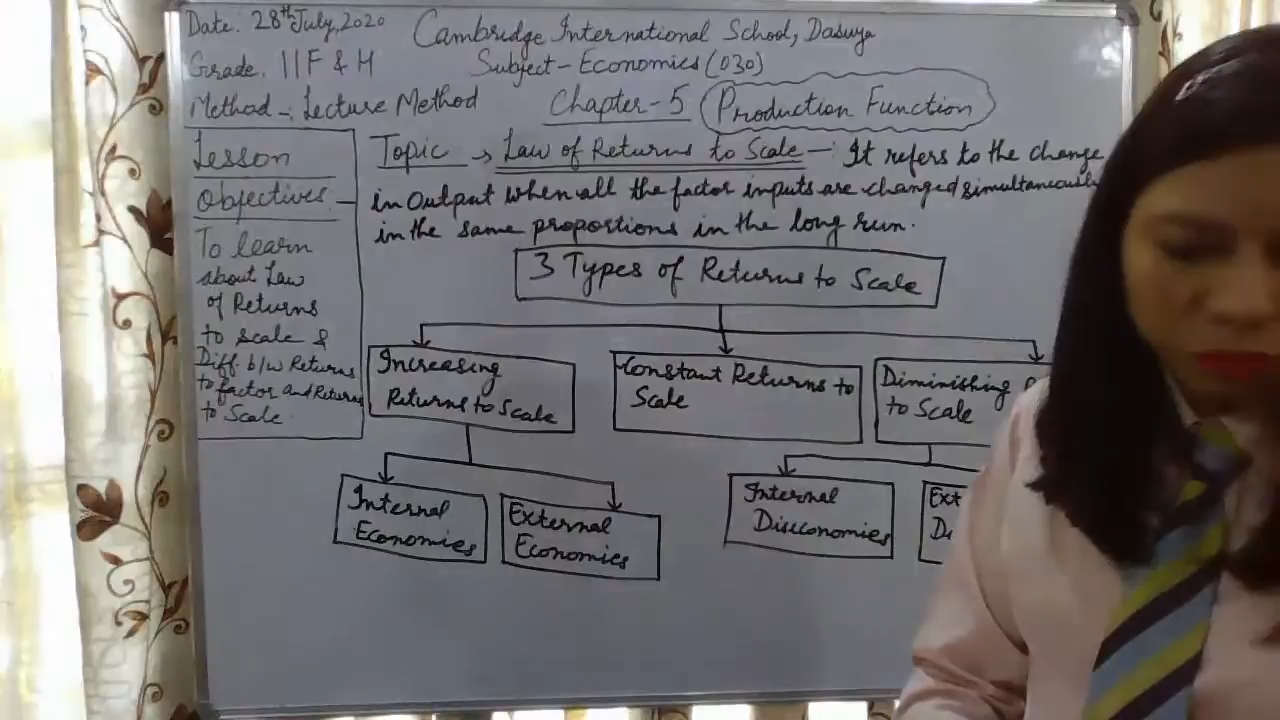 Date. 28th July, 2020
Cambridge International School, Dasuya
Grade. 11 F & H
Subject - Economics (030)
Method -: Lecture Method
Chapter - 5
Production Function
Lesson
Objectives -
To learn
about Law
of Returns
to Scale &
Diff. b/w Returns
to factor and Returns
to Scale.
Topic → Law of Returns to Scale -: It refers to the change
in Output when all the factor inputs are changed simultaneously
in the same proportions in the long run.
3 Types of Returns to Scale
Increasing
Returns to Scale
Constant Returns to
Scale
Diminishing
to Scale
Internal
Economies
External
Economies
Internal
Diseconomies
Ext
D